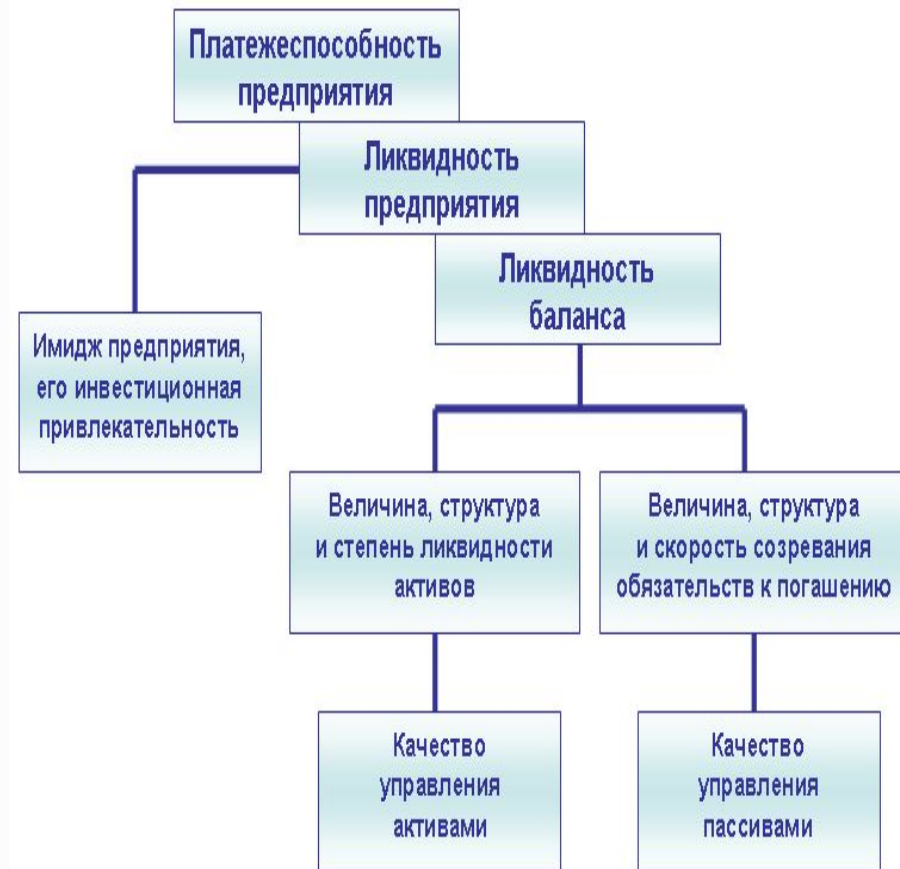 Платежеспособность
предприятия
Ликвидность
предприятия
Ликвидность
баланса
Имидж предприятия,
его инвестиционная
привлекательность
Величина, структура
и степень ликвидности
активов
Величина, структура
и скорость созревания
обязательств к погашению
Качество
управления
активами
Качество
управления
пассивами